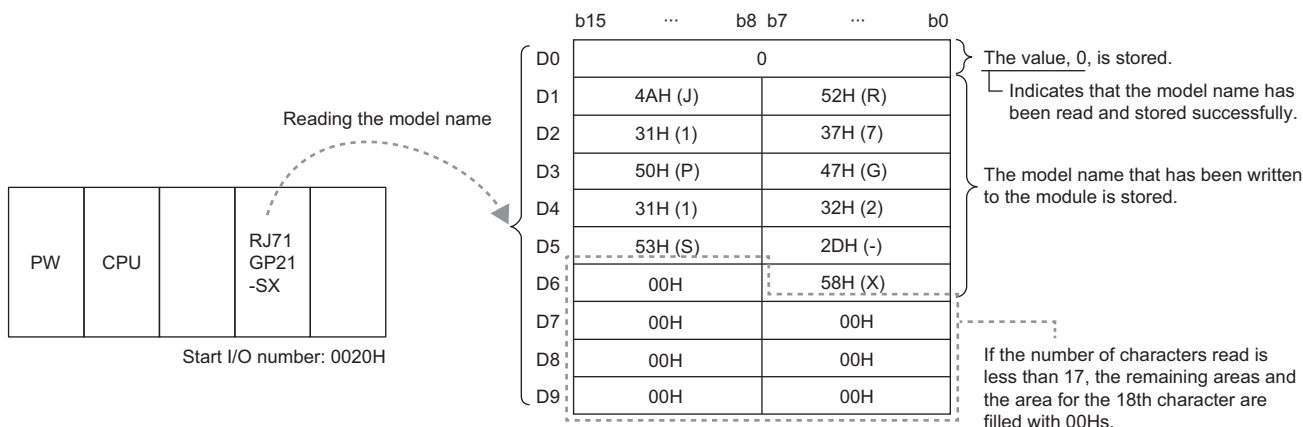 b15 ... b8 b7 ... b0
D0 0
The value, 0, is stored.
Indicates that the model name has
been read and stored successfully.
D1 4AH (J) 52H (R)
D2 31H (1) 37H (7)
D3 50H (P) 47H (G)
D4 31H (1) 32H (2)
D5 53H (S) 2DH (-)
D6 00H 58H (X)
D7 00H 00H
D8 00H 00H
D9 00H 00H
The model name that has been written
to the module is stored.
Reading the model name
PW
CPU
RJ71
GP21
-SX
Start I/O number: 0020H
If the number of characters read is
less than 17, the remaining areas and
the area for the 18th character are
filled with 00Hs.